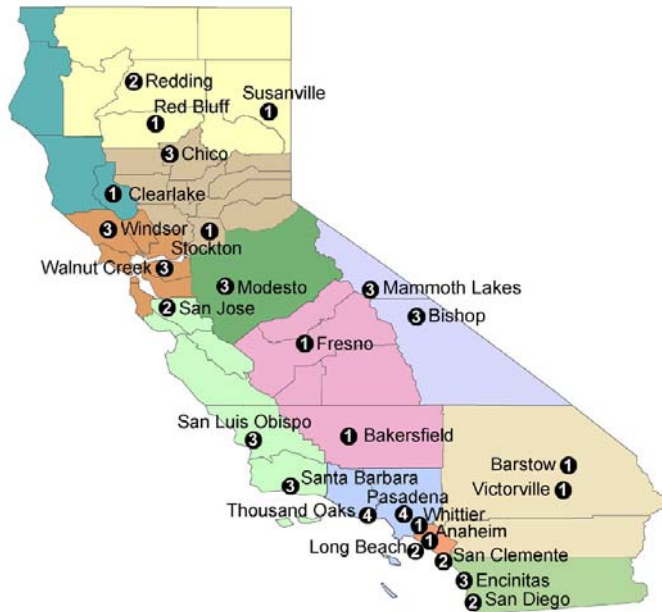 2 Redding
Susanville
1
Red Bluff
1
3 Chico
1 Clearlake
3 Windsor
1
Stockton
Walnut Creek 3
3 Modesto
3 Mammoth Lakes
2 San Jose
3 Bishop
1 Fresno
San Luis Obispo
3
1 Bakersfield
Barstow 1
Santa Barbara
3
Victorville 1
Pasadena
Thousand Oaks 4
4
Whittier
1
Anaheim
1
Long Beach 2
San Clemente
2
3 Encinitas
2 San Diego